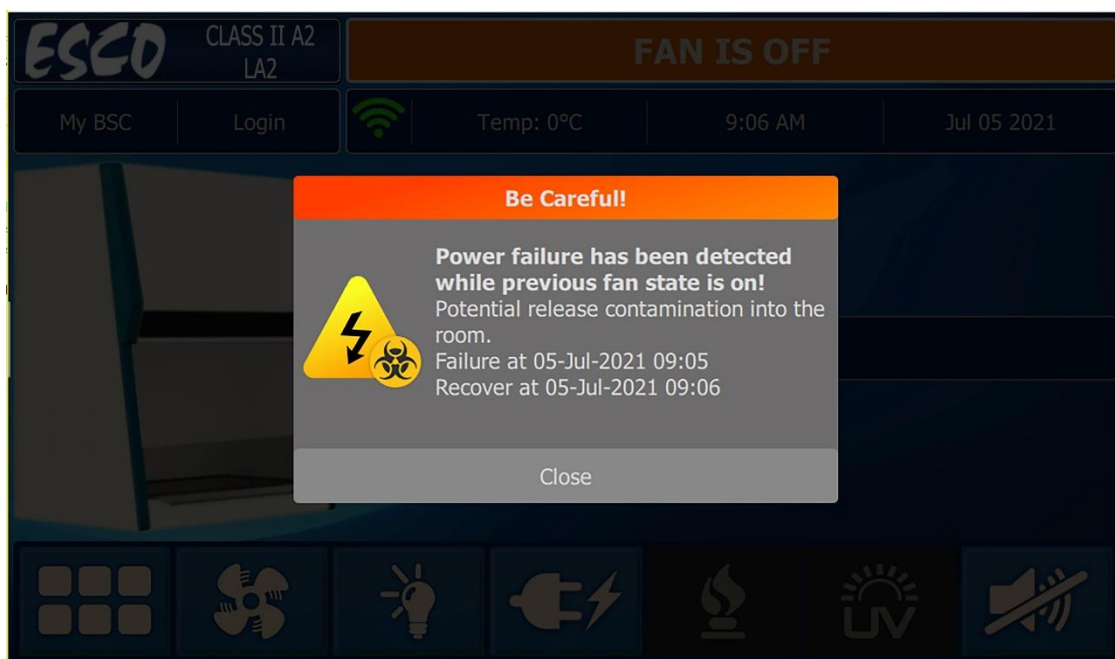 ESCO
CLASS II A2
LA2
FAN IS OFF
My BSC
Login
Temp: 0°C
9:06 AM
Jul 05 2021
Be Careful!
Power failure has been detected
while previous fan state is on!
Potential release contamination into the
room.
Failure at 05-Jul-2021 09:05
Recover at 05-Jul-2021 09:06
Close
UV